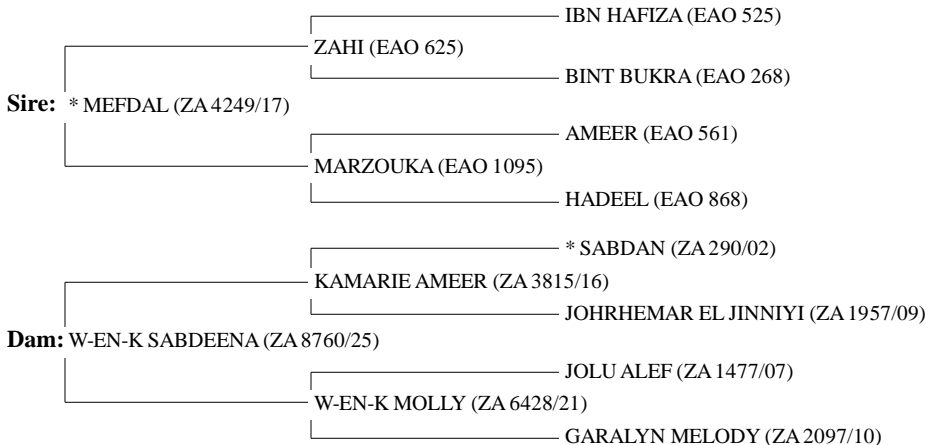 IBN HAFIZA (EAO 525)
ZAHI (EAO 625)
BINT BUKRA (EAO 268)
Sire: * MEFDAL (ZA 4249/17)
AMEER (EAO 561)
MARZOUKA (EAO 1095)
HADEEL (EAO 868)
* SABDAN (ZA 290/02)
KAMARIE AMEER (ZA 3815/16)
JOHRHEMAR EL JINNIYI (ZA 1957/09)
Dam: W-EN-K SABDEENA (ZA 8760/25)
JOLU ALEF (ZA 1477/07)
W-EN-K MOLLY (ZA 6428/21)
GARALYN MELODY (ZA 2097/10)